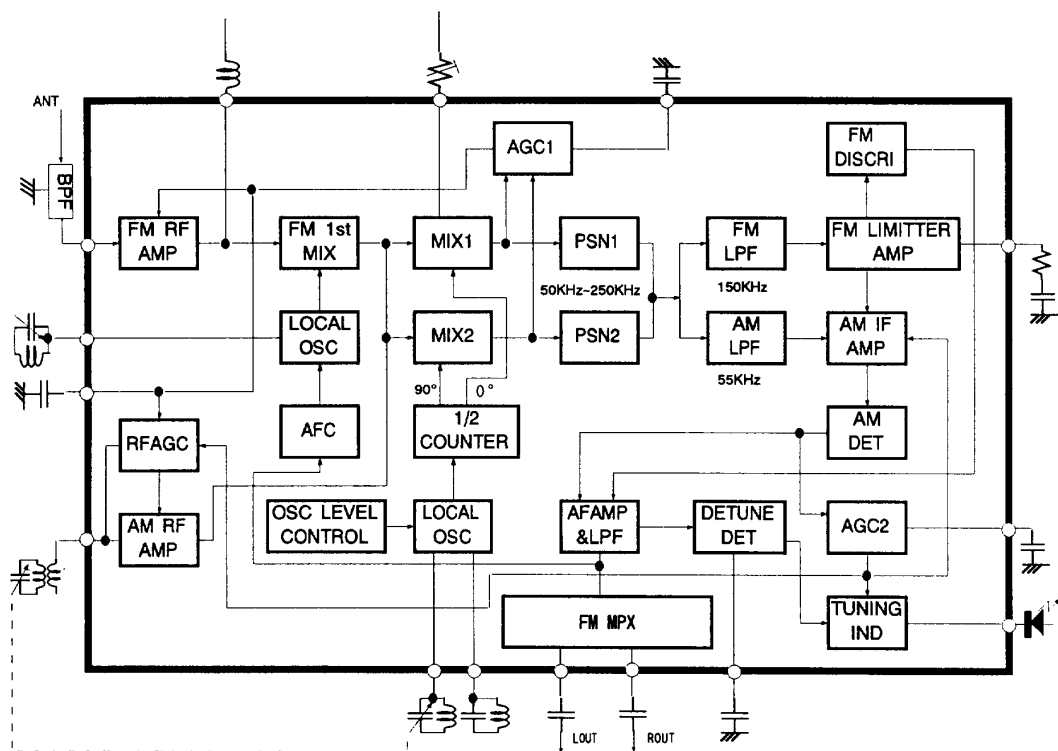 ANT
BPF
AGC1
FM
DISCRI
FM RF
AMP
FM 1st
MIX
MIX1
PSN1
FM
LPF
FM LIMITTER
AMP
50KHz~250KHz
150KHz
LOCAL
OSC
MIX2
PSN2
AM
LPF
AM IF
AMP
55KHz
90°
0°
RFAGC
AFC
1/2
COUNTER
AM
DET
AM RF
AMP
OSC LEVEL
CONTROL
LOCAL
OSC
AFAMP
&LPF
DETUNE
DET
AGC2
FM MPX
TUNING
IND
LOUT
ROUT